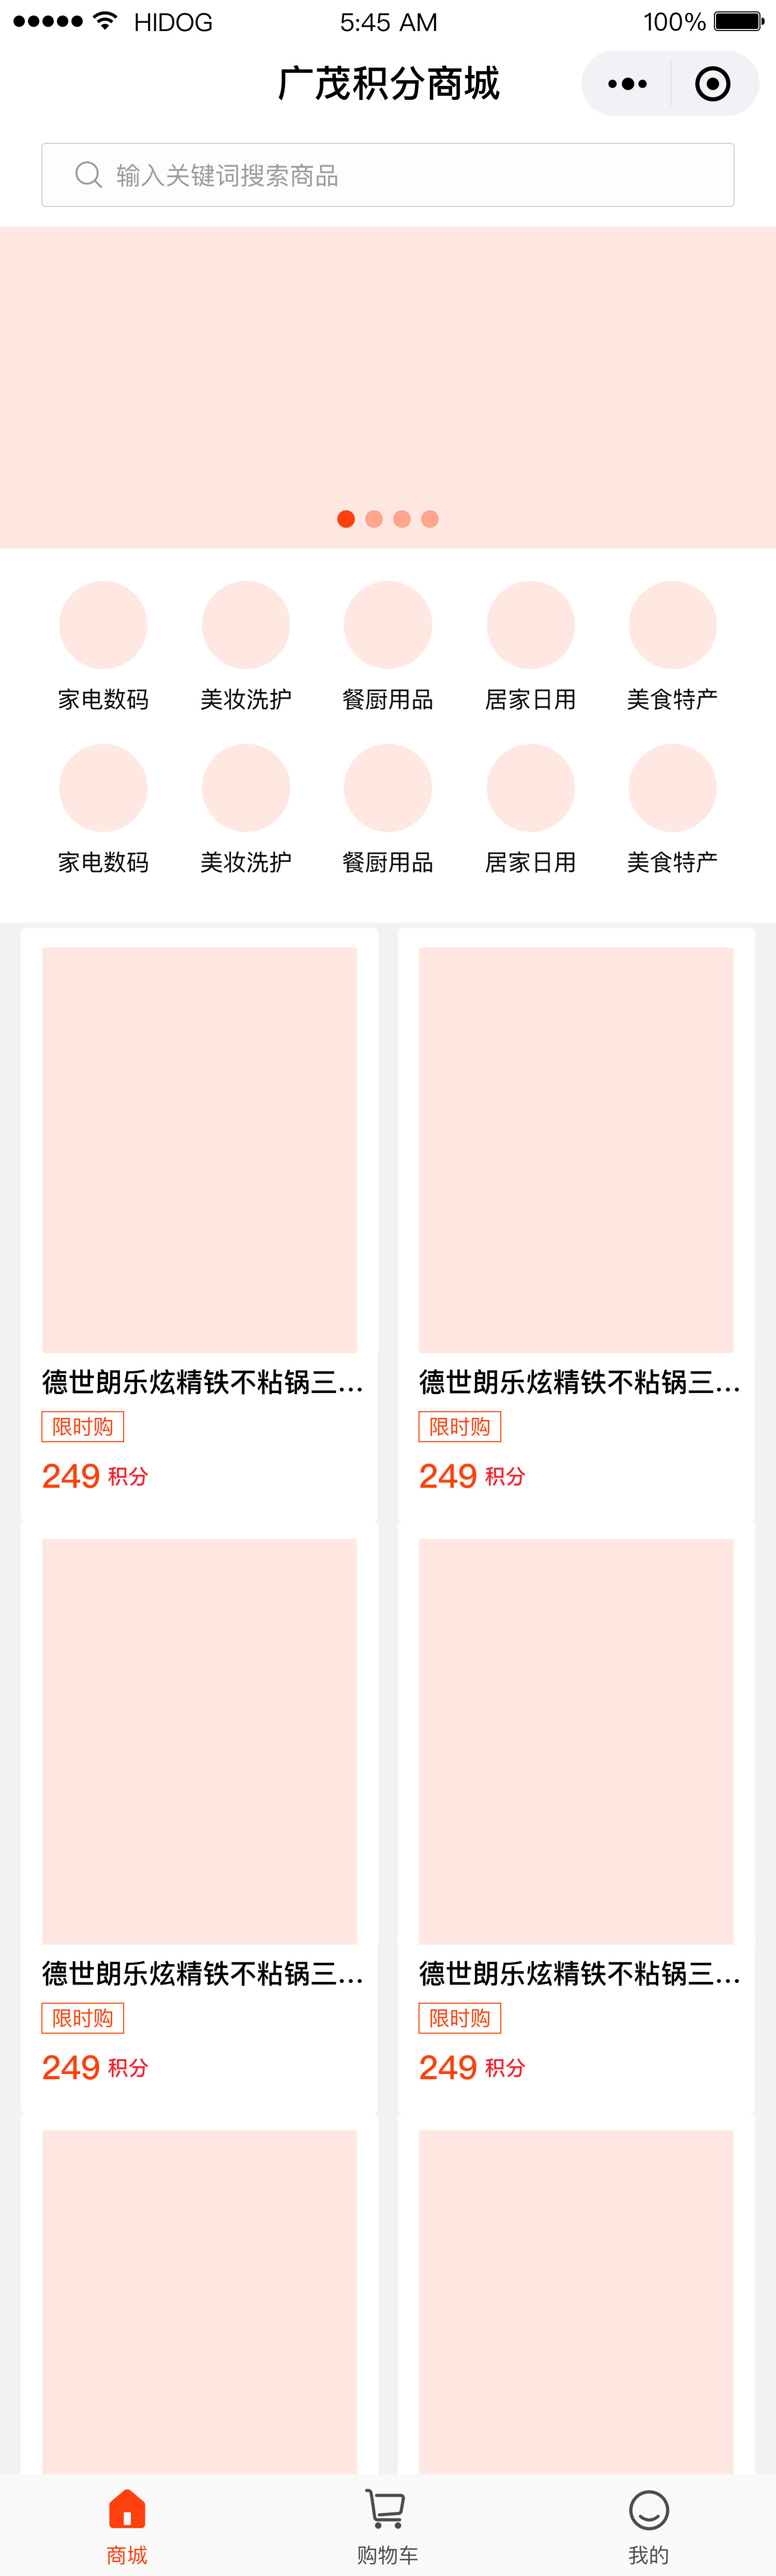 HIDOG 5:45 AM 100%
广茂积分商城
输入关键词搜索商品
家电数码 美妆洗护 餐厨用品 居家日用 美食特产
家电数码 美妆洗护 餐厨用品 居家日用 美食特产
德世朗乐炫精铁不粘锅三... 德世朗乐炫精铁不粘锅三...
限时购 限时购
249 积分 249 积分
德世朗乐炫精铁不粘锅三... 德世朗乐炫精铁不粘锅三...
限时购 限时购
249 积分 249 积分
商城 购物车 我的